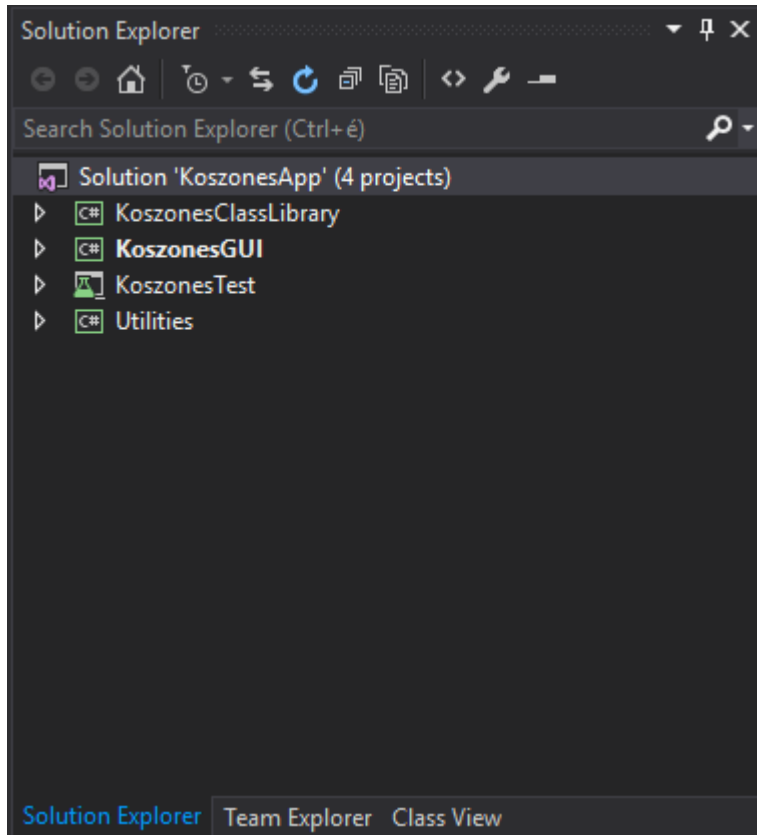 Solution Explorer
Search Solution Explorer (Ctrl+é)
Solution 'KoszonesApp' (4 projects)
C# KoszonesClassLibrary
C# KoszonesGUI
KoszonesTest
C# Utilities
Solution Explorer Team Explorer Class View